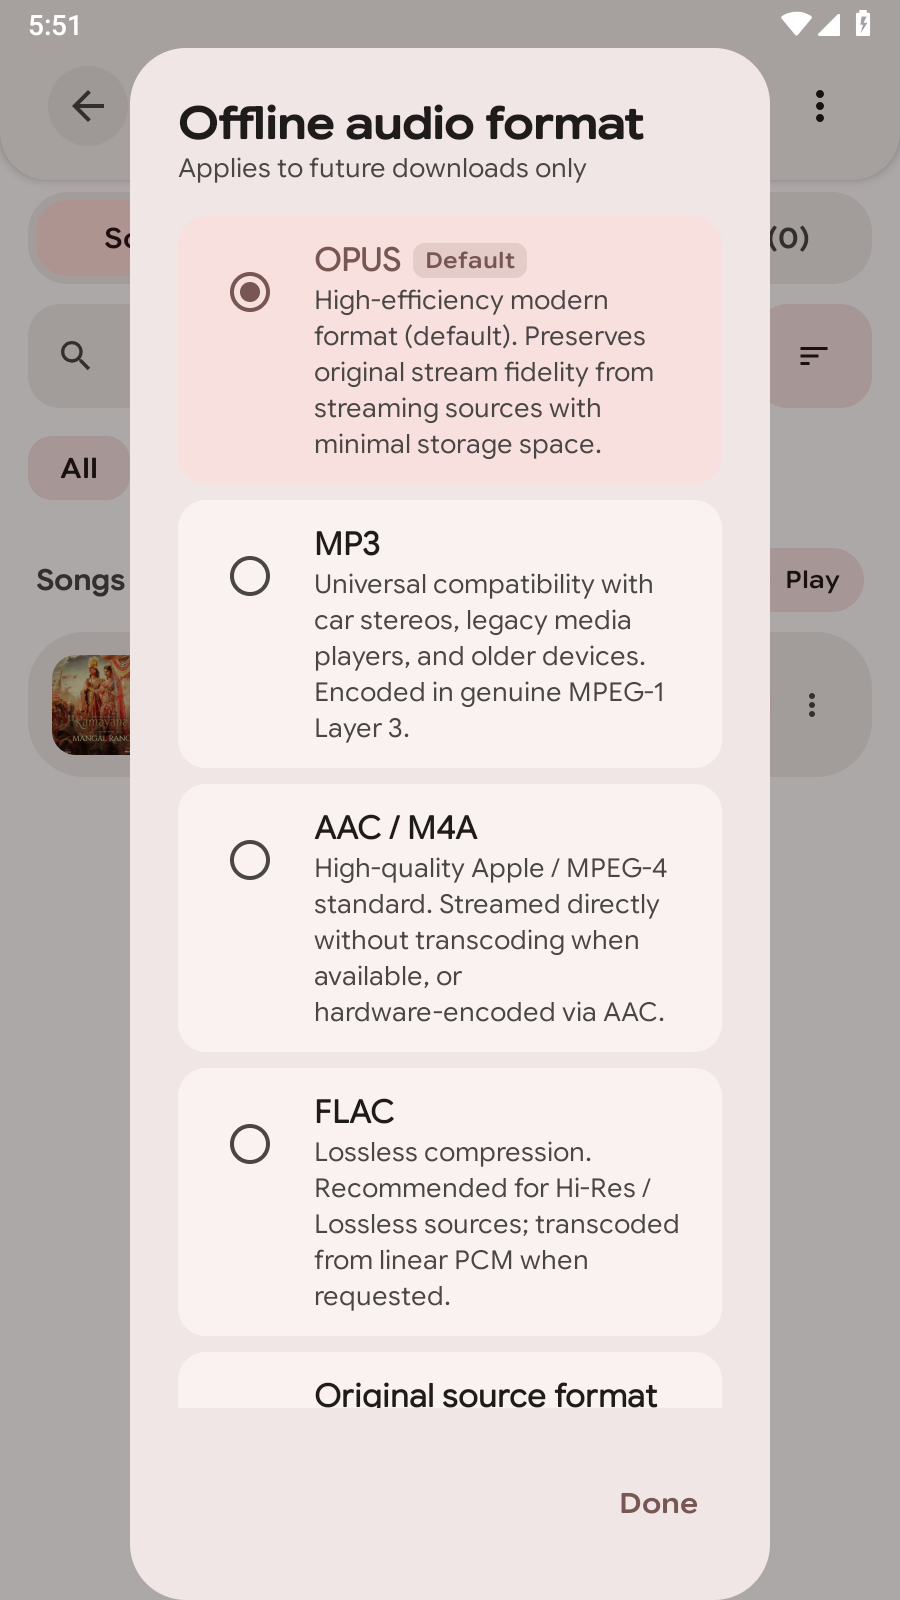 5:51
Offline audio format
Applies to future downloads only
So
(0)
OPUS Default
High-efficiency modern
format (default). Preserves
original stream fidelity from
streaming sources with
minimal storage space.
All
MP3
Universal compatibility with
car stereos, legacy media
players, and older devices.
Encoded in genuine MPEG-1
Layer 3.
Songs
Play
Ramayana
MANGAL
AAC / M4A
High-quality Apple / MPEG-4
standard. Streamed directly
without transcoding when
available, or
hardware-encoded via AAC.
FLAC
Lossless compression.
Recommended for Hi-Res /
Lossless sources; transcoded
from linear PCM when
requested.
Original source format
Done